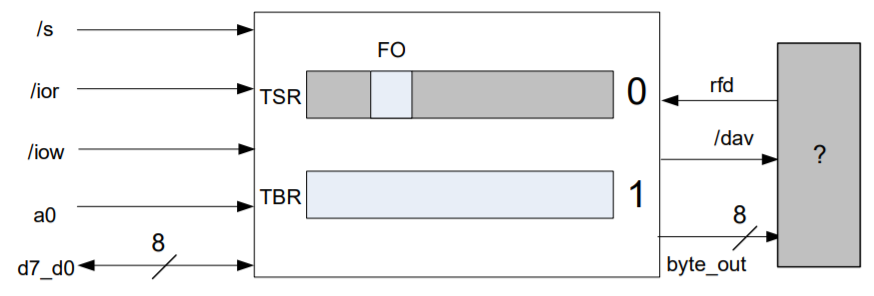 /s
FO
/ior
TSR
0
rfd
/iow
/dav
?
TBR
1
a0
8
8
d7_d0
byte_out